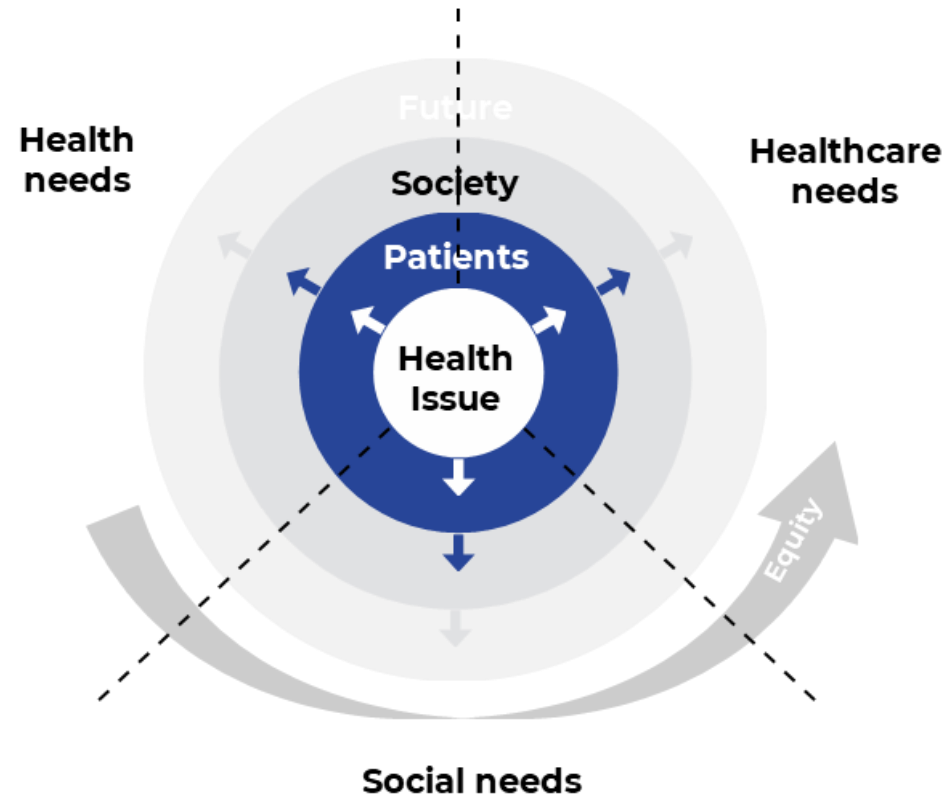 Future
Health
needs
Healthcare
needs
Society
Patients
Health
Issue
Equity
Social needs